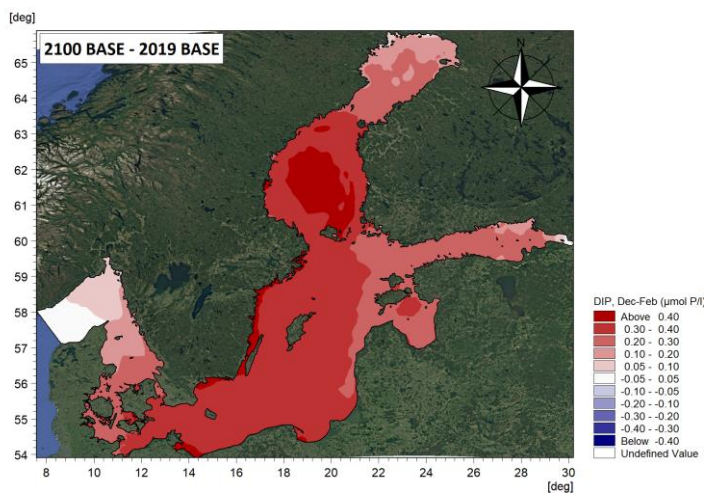 [deg]
2100 BASE - 2019 BASE
N
65
64
63
62
61
60
59
58
57
56
55
54
8 10 12 14 16 18 20 22 24 26 28 30
[deg]
DIP, Dec-Feb (µmol P/l)
Above 0.40
0.30 - 0.40
0.20 - 0.30
0.10 - 0.20
0.05 - 0.10
-0.05 - 0.05
-0.10 - -0.05
-0.20 - -0.10
-0.30 - -0.20
-0.40 - -0.30
Below -0.40
Undefined Value